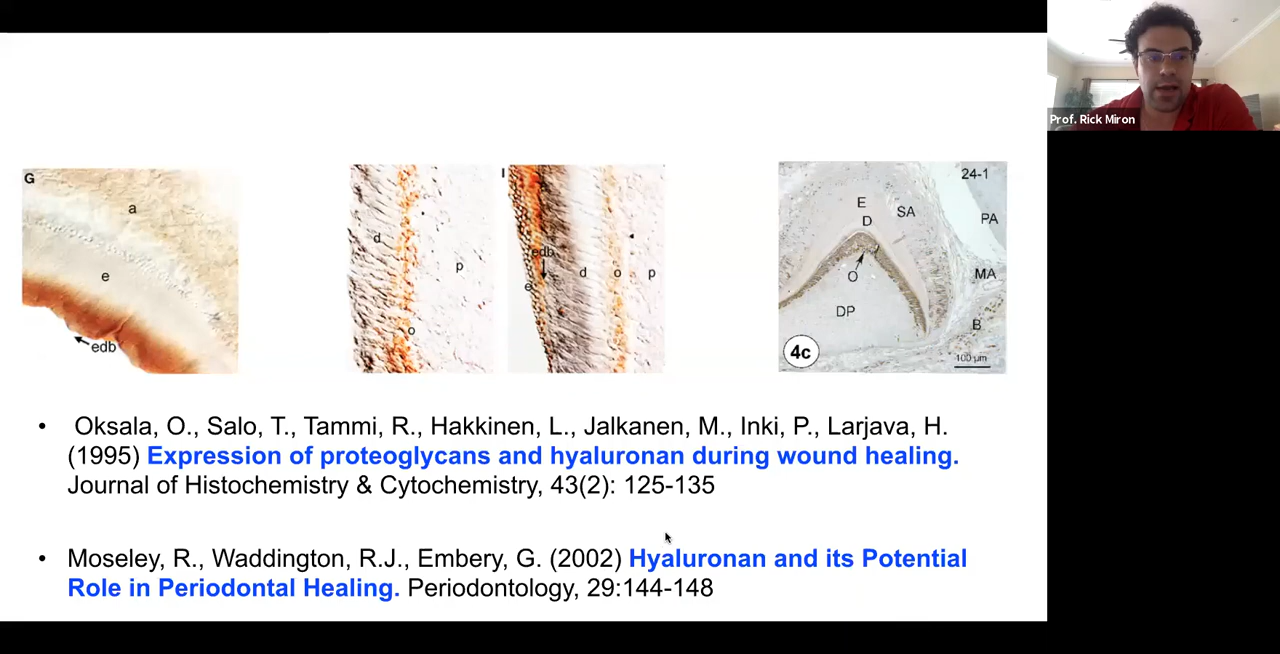 Prof. Rick Miron
G
a
e
edb
d
p
o
I
edb
e
d
o
p
24-1
E
D
SA
PA
O
MA
DP
B
4c
100 µm
• Oksala, O., Salo, T., Tammi, R., Hakkinen, L., Jalkanen, M., Inki, P., Larjava, H.
(1995) Expression of proteoglycans and hyaluronan during wound healing.
Journal of Histochemistry & Cytochemistry, 43(2): 125-135
• Moseley, R., Waddington, R.J., Embery, G. (2002) Hyaluronan and its Potential
Role in Periodontal Healing. Periodontology, 29:144-148